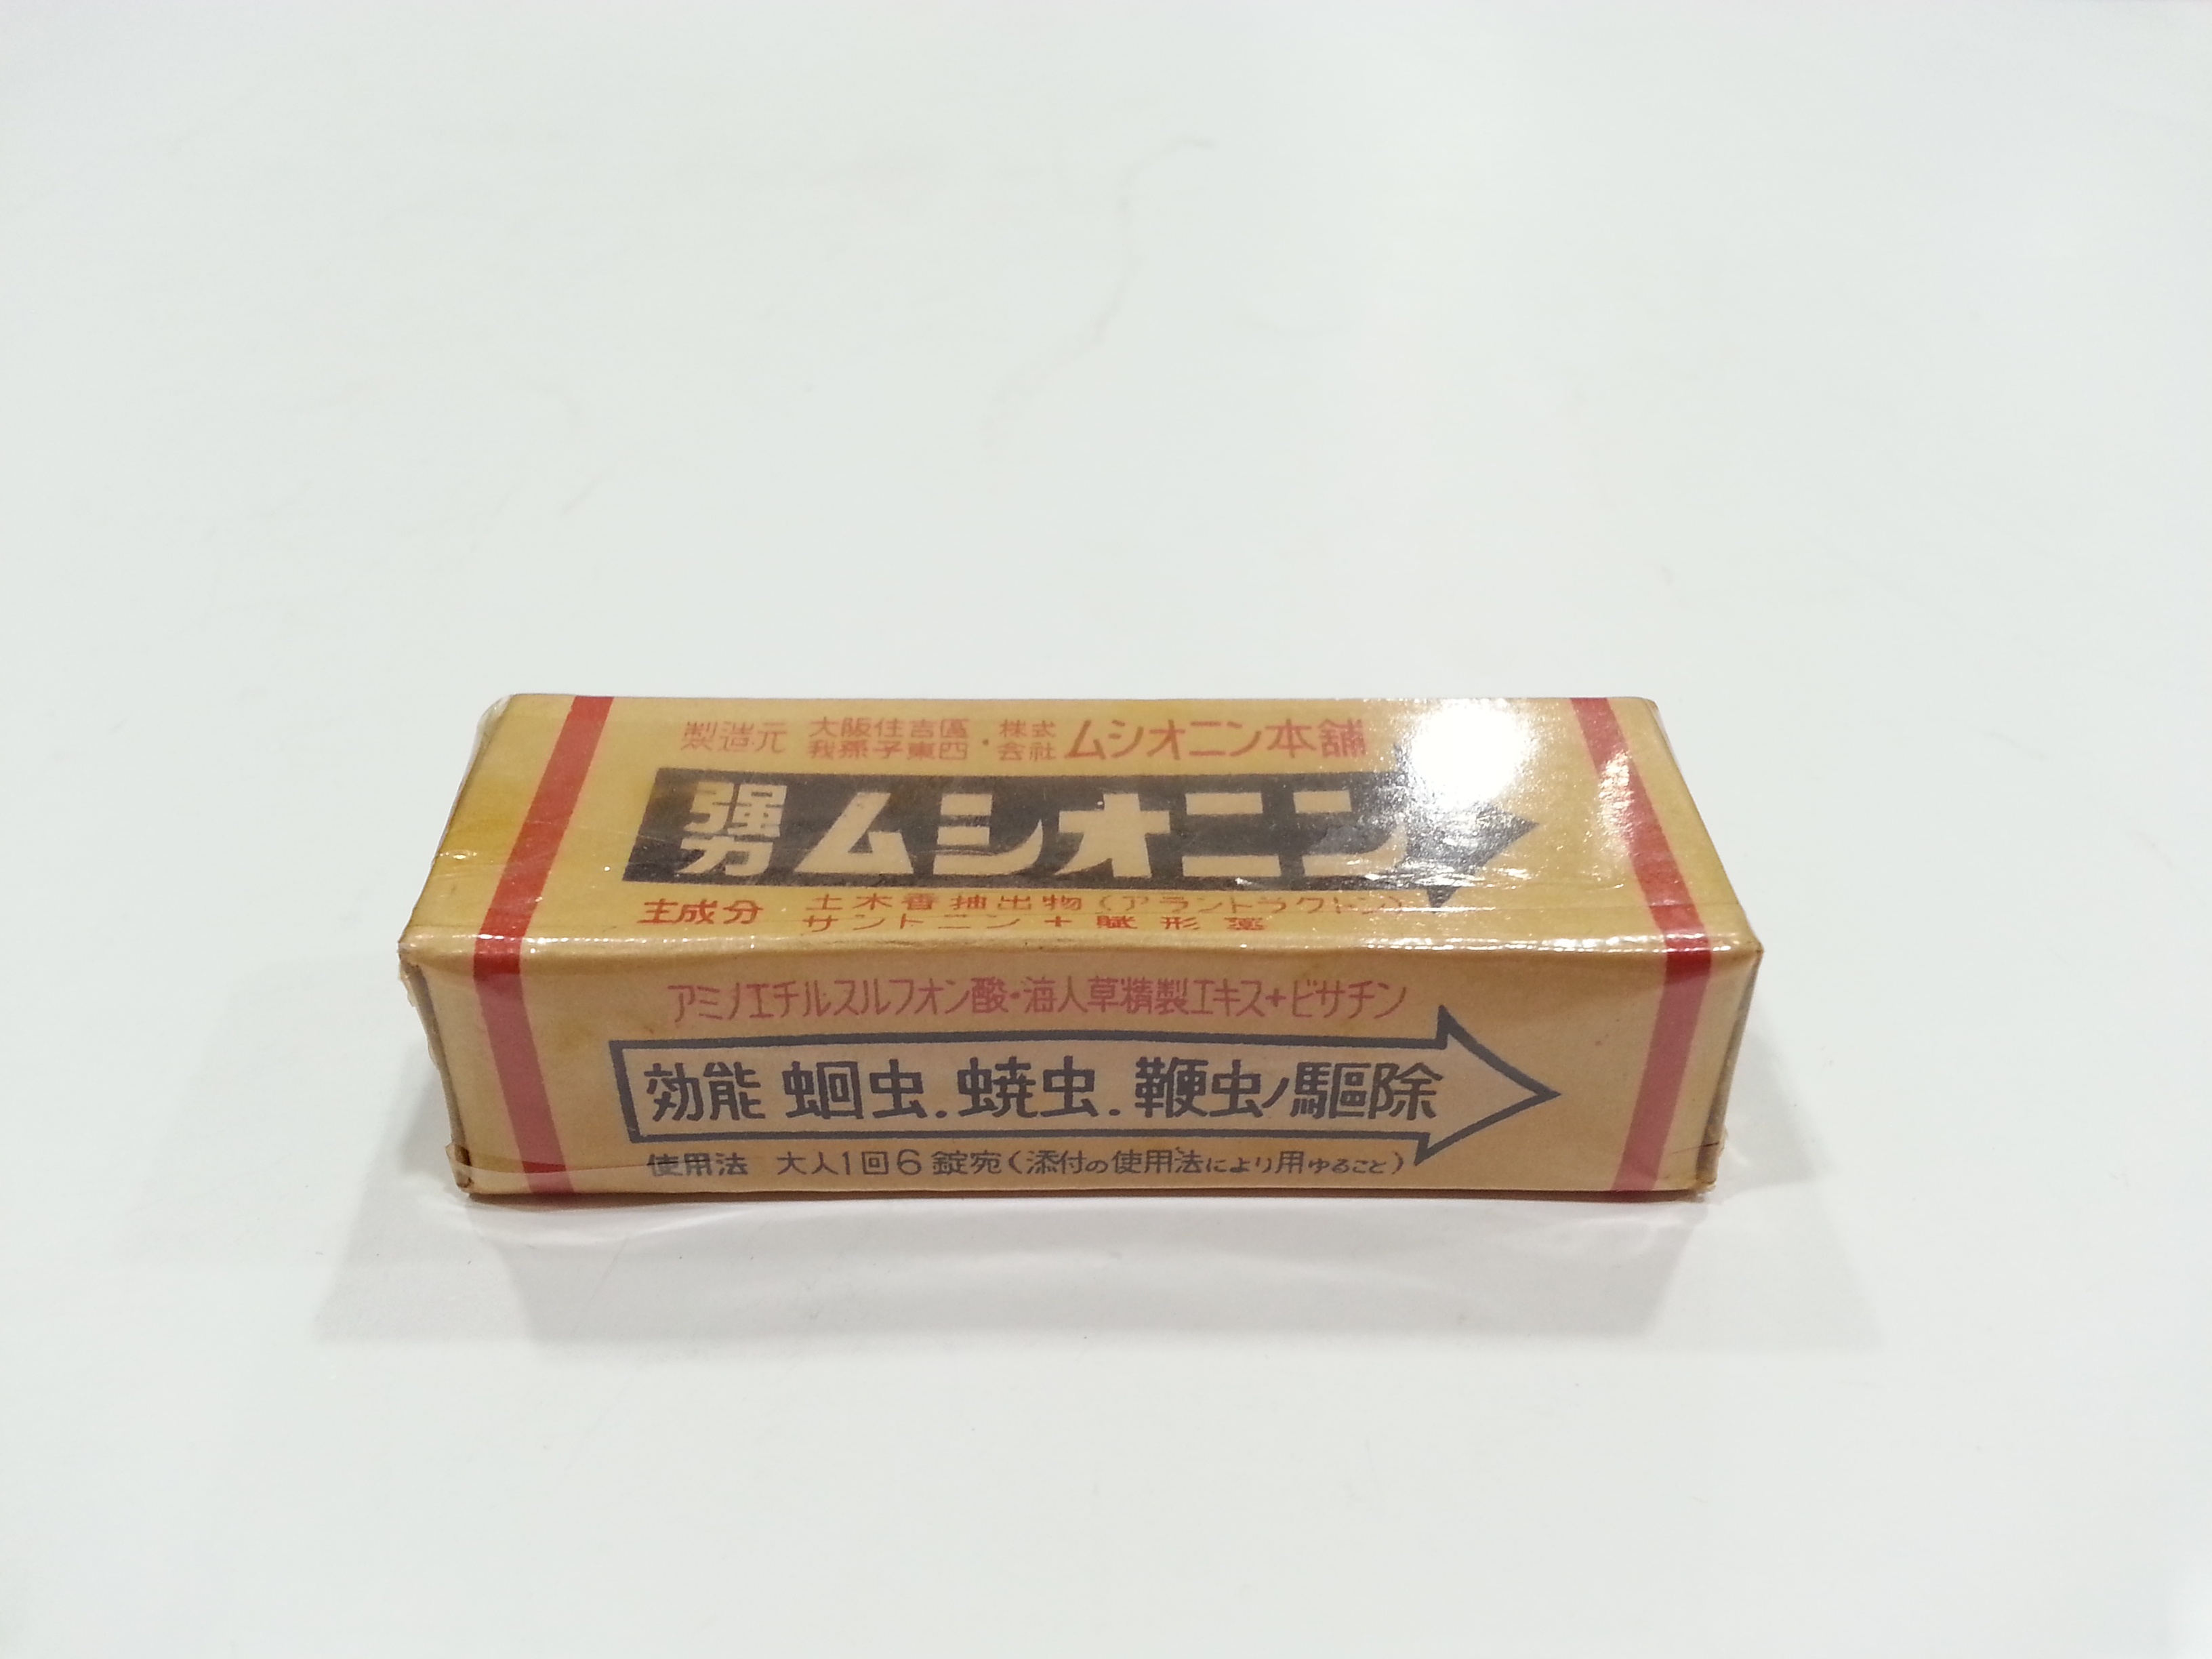 製造元 大阪住吉區我孫子東四・株式会社 ムシオニン本舗
強力 ムシオニン
主成分 土木香抽出物(アラントラクトン)
サントニン+賦形薬
アミノエチルスルフォン酸・海人草精製エキス+ビサチン
効能 蛔虫.蟯虫.鞭虫ノ駆除
使用法 大人1回6錠宛(添付の使用法により用ゆること)